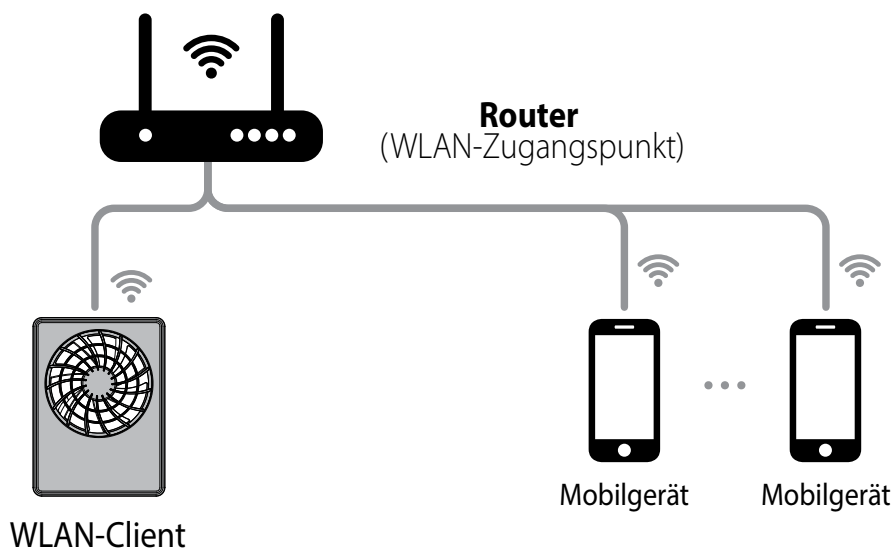 Router
(WLAN-Zugangspunkt)
Mobilgerät
Mobilgerät
WLAN-Client